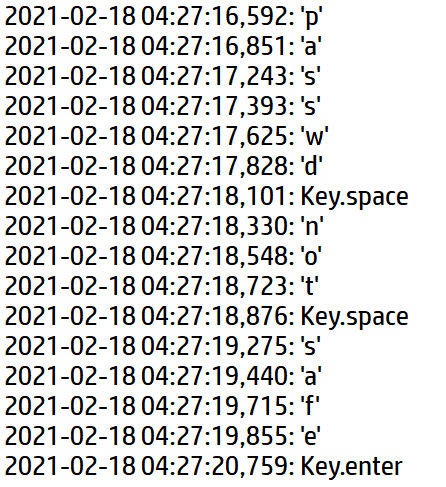 2021-02-18 04:27:16,592: 'p'
2021-02-18 04:27:16,851: 'a'
2021-02-18 04:27:17,243: 's'
2021-02-18 04:27:17,393: 's'
2021-02-18 04:27:17,625: 'w'
2021-02-18 04:27:17,828: 'd'
2021-02-18 04:27:18,101: Key.space
2021-02-18 04:27:18,330: 'n'
2021-02-18 04:27:18,548: 'o'
2021-02-18 04:27:18,723: 't'
2021-02-18 04:27:18,876: Key.space
2021-02-18 04:27:19,275: 's'
2021-02-18 04:27:19,440: 'a'
2021-02-18 04:27:19,715: 'f'
2021-02-18 04:27:19,855: 'e'
2021-02-18 04:27:20,759: Key.enter